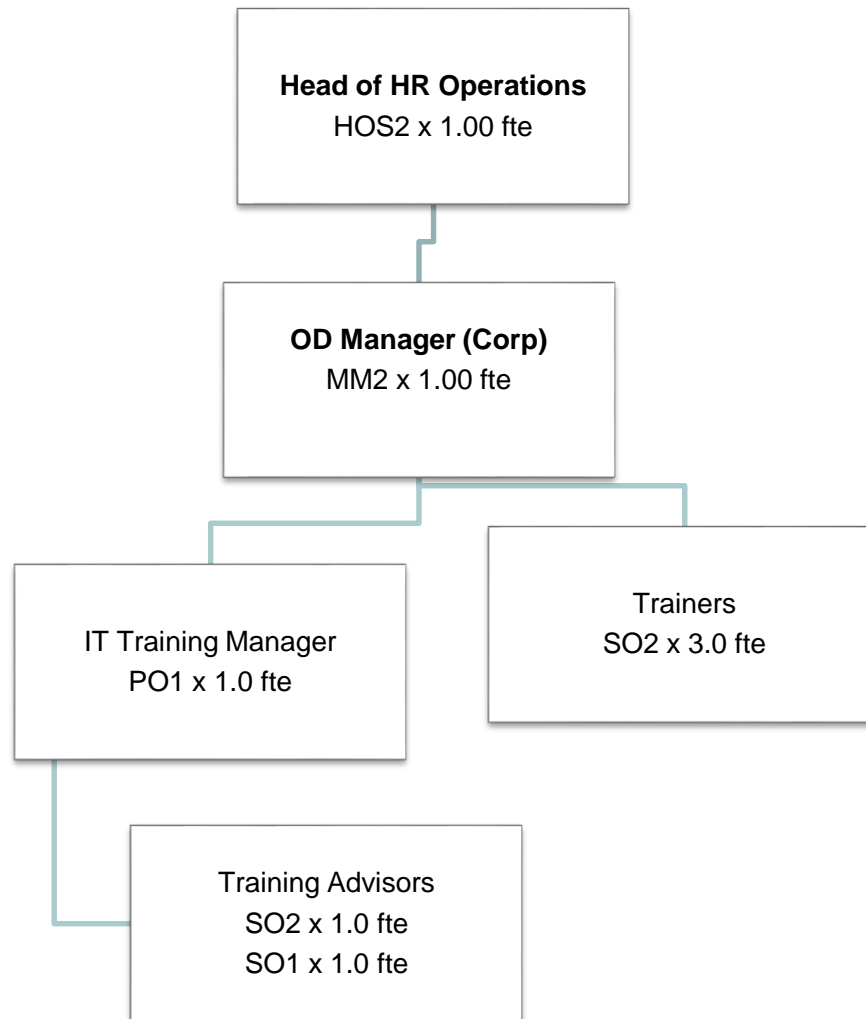 Head of HR Operations
HOS2 x 1.00 fte
OD Manager (Corp)
MM2 x 1.00 fte
IT Training Manager
PO1 x 1.0 fte
Trainers
SO2 x 3.0 fte
Training Advisors
SO2 x 1.0 fte
SO1 x 1.0 fte